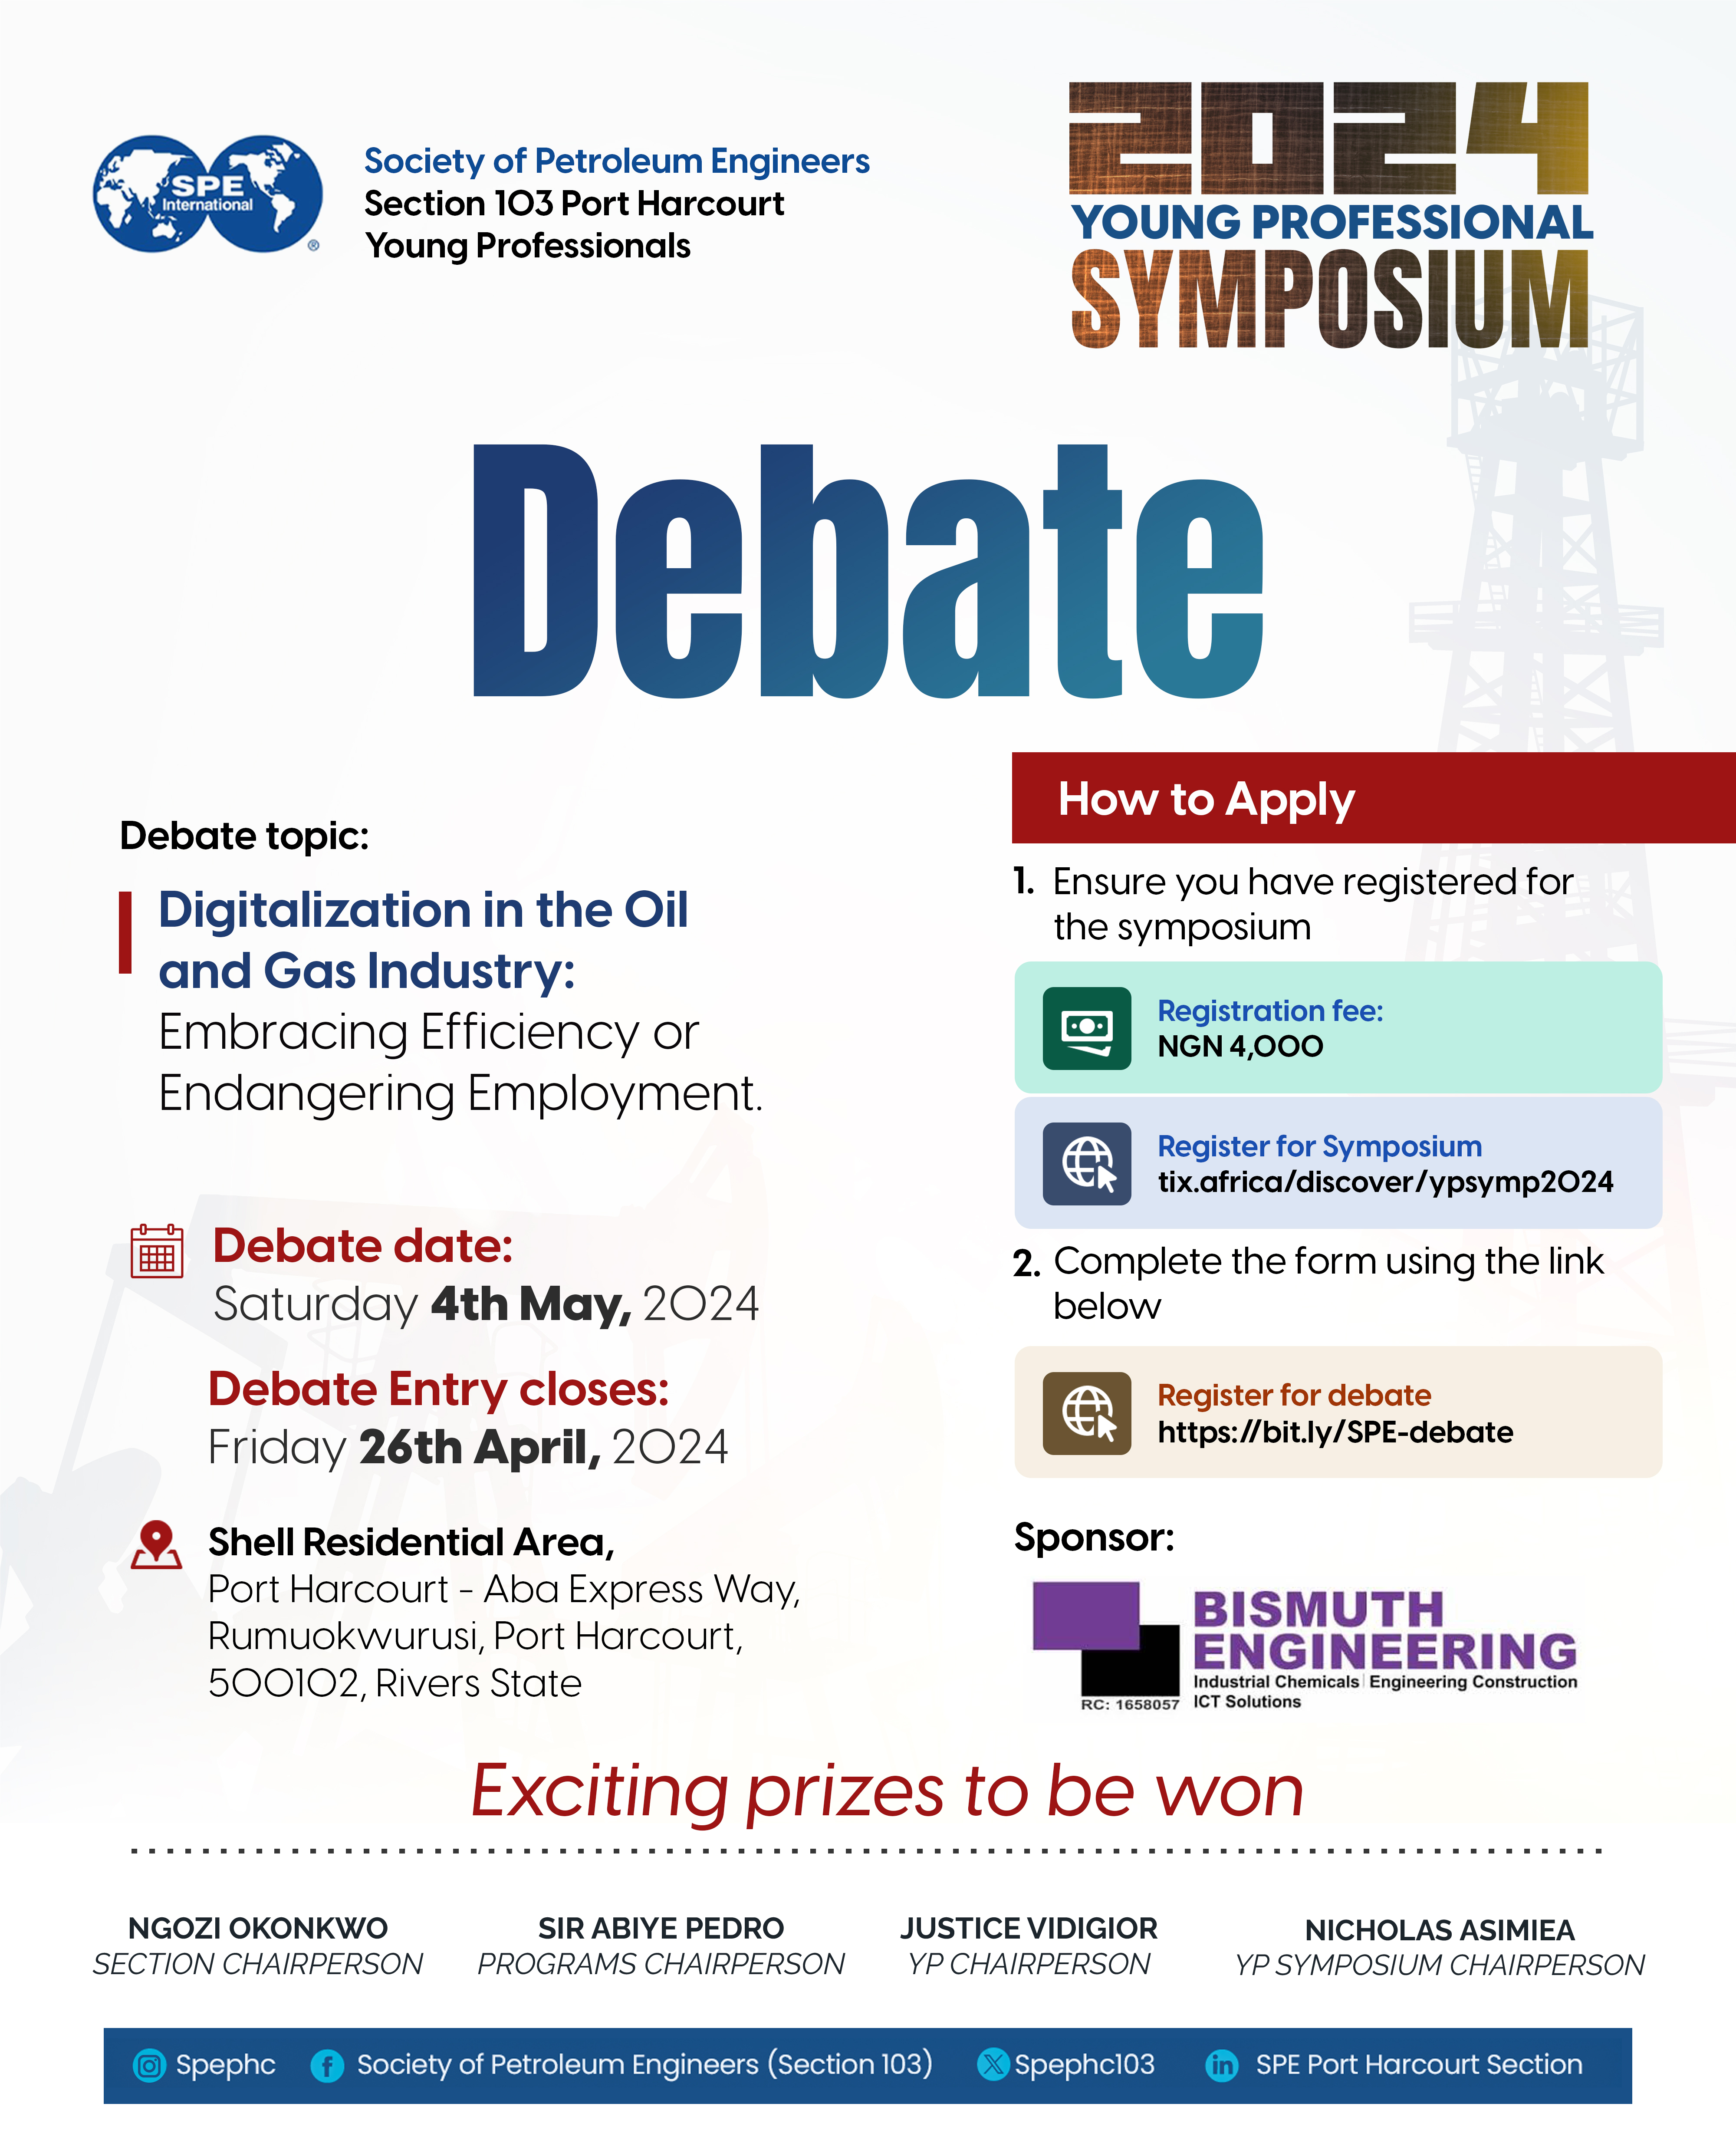 SPE
International
®
Society of Petroleum Engineers
Section 103 Port Harcourt
Young Professionals
2024
YOUNG PROFESSIONAL
SYMPOSIUM
Debate
Debate topic:
Digitalization in the Oil
and Gas Industry:
Embracing Efficiency or
Endangering Employment.
Debate date:
Saturday 4th May, 2024
Debate Entry closes:
Friday 26th April, 2024
Shell Residential Area,
Port Harcourt - Aba Express Way,
Rumuokwurusi, Port Harcourt,
500102, Rivers State
How to Apply
1. Ensure you have registered for
the symposium
Registration fee:
NGN 4,000
Register for Symposium
tix.africa/discover/ypsymp2024
2. Complete the form using the link
below
Register for debate
https://bit.ly/SPE-debate
Sponsor:
BISMUTH
ENGINEERING
Industrial Chemicals | Engineering Construction
ICT Solutions
RC: 1658057
Exciting prizes to be won
NGOZI OKONKWO
SECTION CHAIRPERSON
SIR ABIYE PEDRO
PROGRAMS CHAIRPERSON
JUSTICE VIDIGIOR
YP CHAIRPERSON
NICHOLAS ASIMIEA
YP SYMPOSIUM CHAIRPERSON
Spephc
Society of Petroleum Engineers (Section 103)
Spephc103
SPE Port Harcourt Section